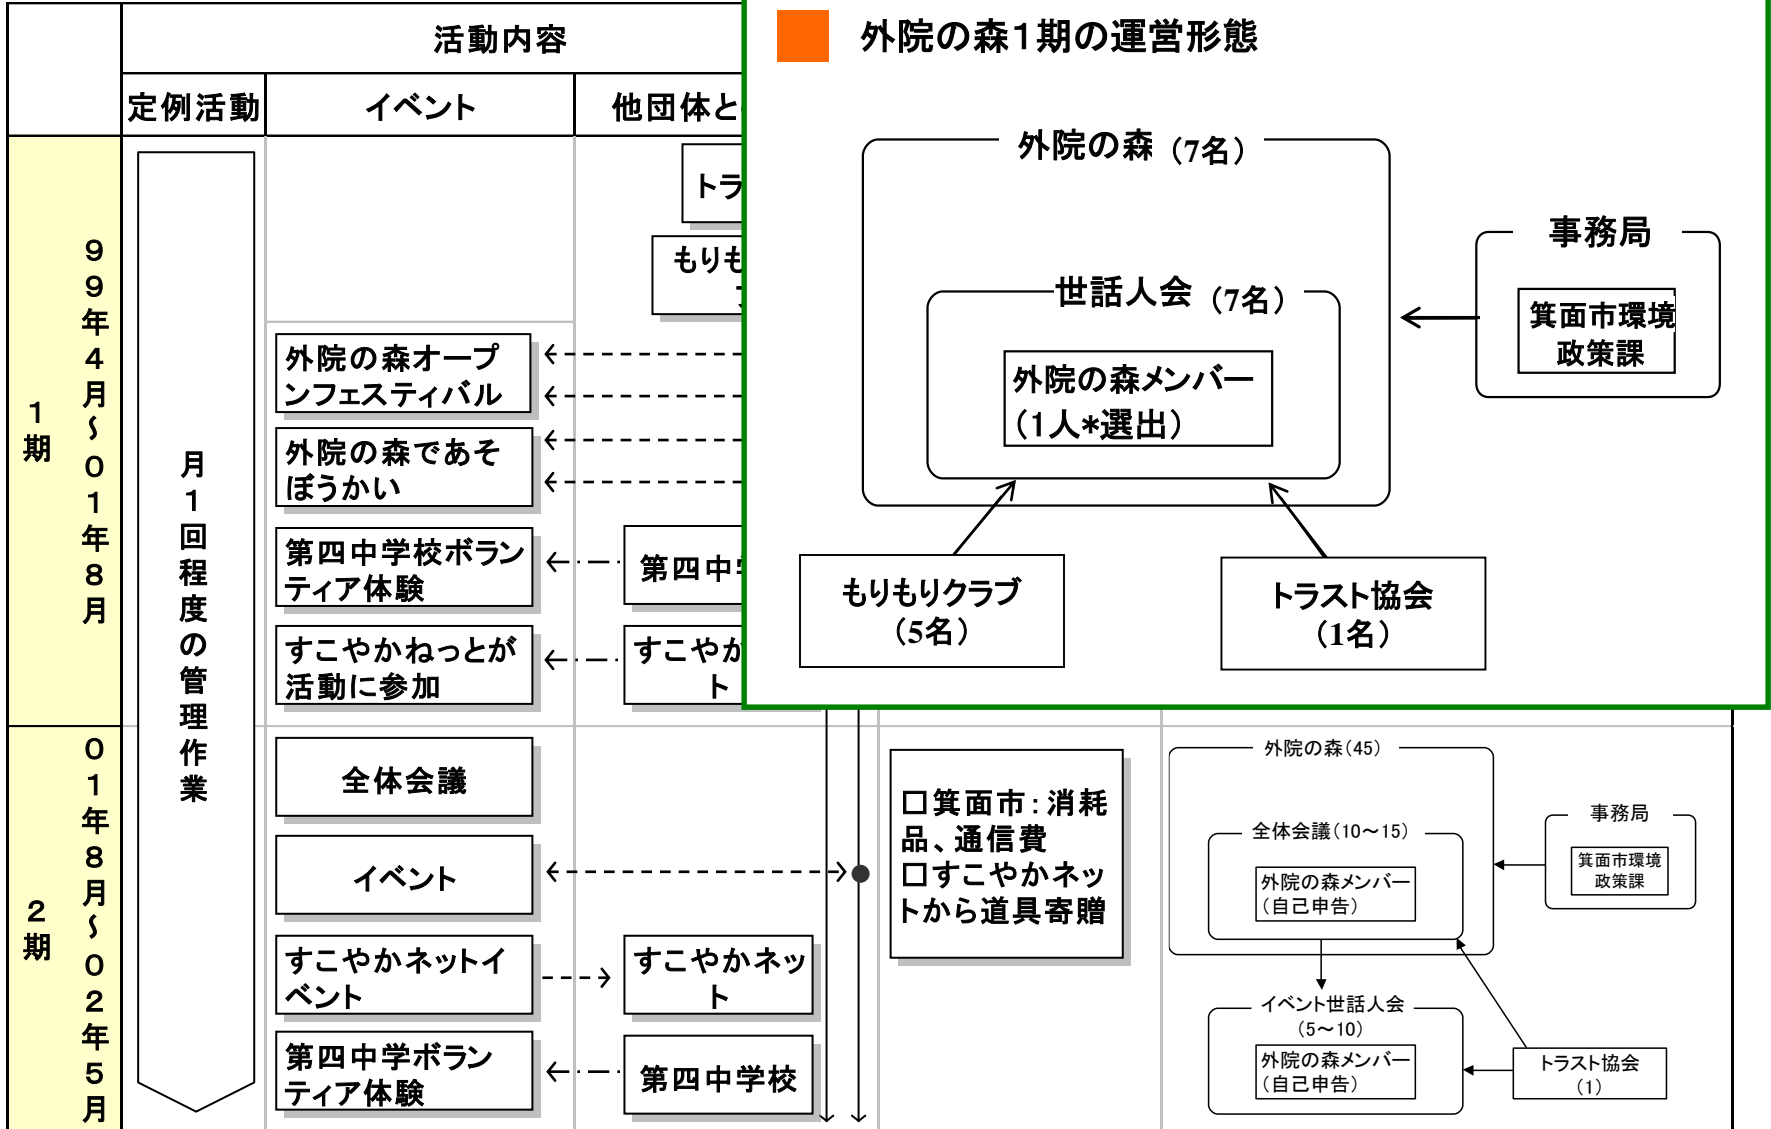 活動内容
定例活動
イベント
他団体と
1期
99年4月～01年8月
月1回程度の管理作業
トラ
もりも
外院の森オープ
ンフェスティバル
外院の森であそ
ぼうかい
第四中学校ボラン
ティア体験
第四中
すこやかねっとが
活動に参加
すこやか
ト
外院の森1期の運営形態
外院の森（7名）
世話人会（7名）
外院の森メンバー
（1人*選出）
事務局
箕面市環境
政策課
もりもりクラブ
（5名）
トラスト協会
（1名）
2期
01年8月～02年5月
全体会議
イベント
すこやかネットイ
ベント
すこやかネッ
ト
第四中学ボラン
ティア体験
第四中学校
□箕面市：消耗
品、通信費
□すこやかネッ
トから道具寄贈
外院の森（45）
全体会議（10～15）
外院の森メンバー
（自己申告）
事務局
箕面市環境
政策課
イベント世話人会
（5～10）
外院の森メンバー
（自己申告）
トラスト協会
（1）